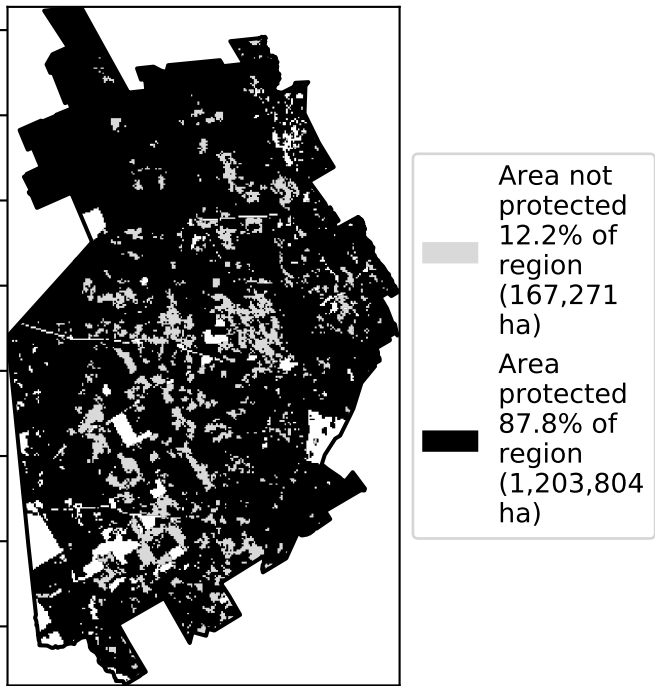 Area not
protected
12.2% of
region
(167,271
ha)
Area
protected
87.8% of
region
(1,203,804
ha)